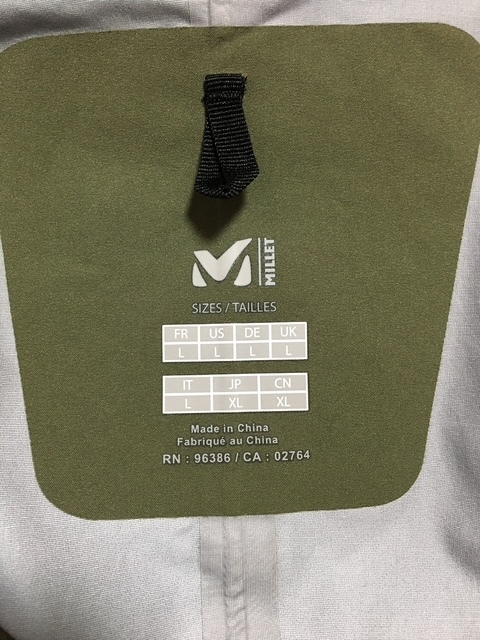 MILLET
SIZES / TAILLES
FR US DE UK
L L L L
IT JP CN
L XL XL
Made in China
Fabriqué au China
RN : 96386 / CA : 02764